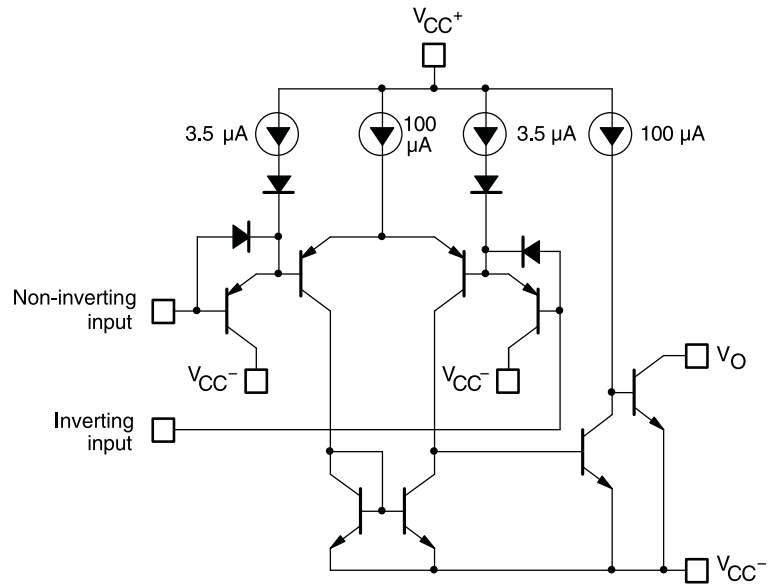 VCC+
3.5 µA
100
µA
3.5 µA
100 µA
Non-inverting
input
VCC−
VCC−
VO
Inverting
input
VCC−